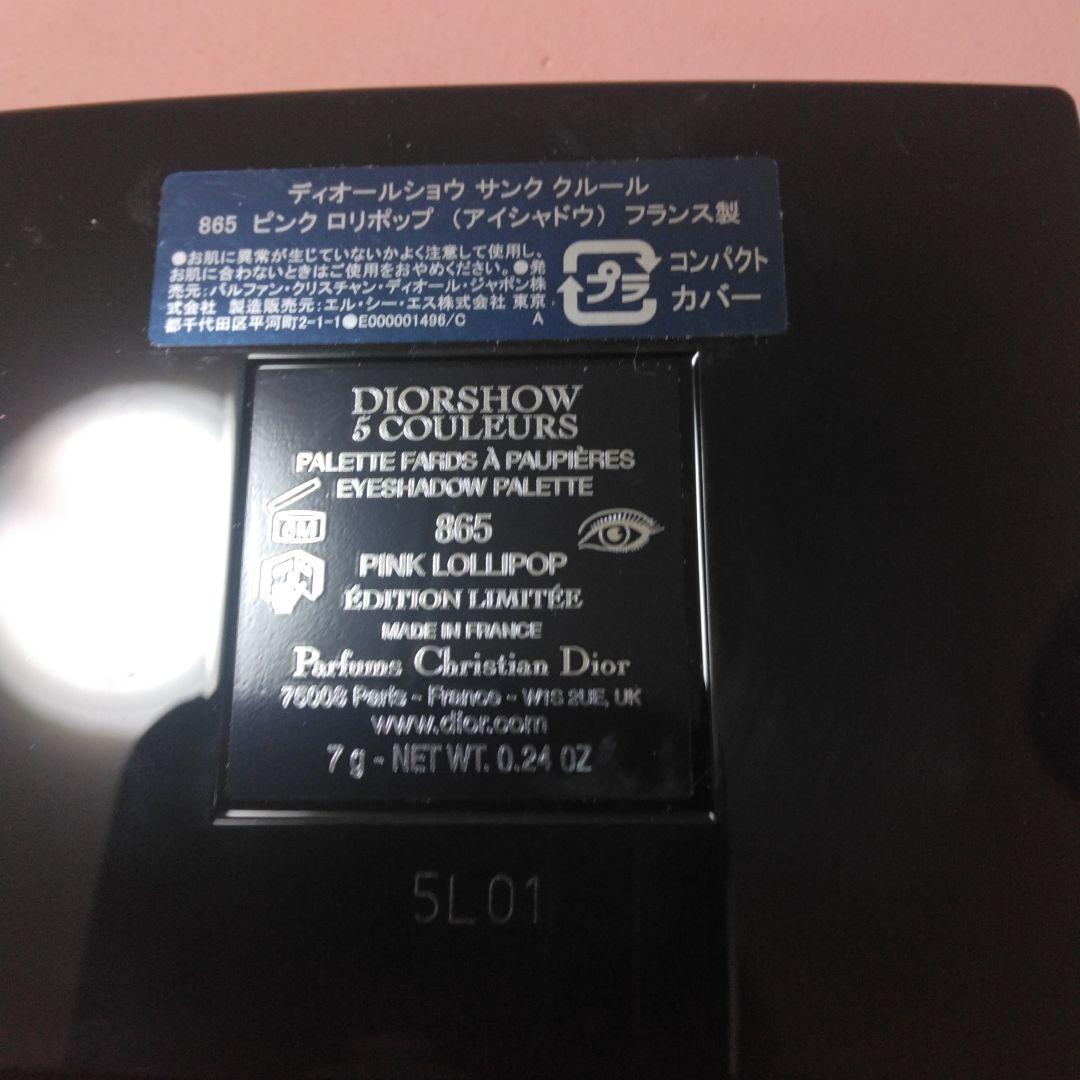 ディオールショウ サンク クルール
865 ピンク ロリポップ （アイシャドウ） フランス製
●お肌に異常が生じていないかよく注意して使用し、
お肌に合わないときはご使用をおやめください。●発
売元：パルファン・クリスチャン・ディオール・ジャポン株
式会社 製造販売元：エル・シー・エス株式会社 東京
都千代田区平河町2-1-1●E000001496/C A
プラ
コンパクト
カバー
DIORSHOW
5 COULEURS
PALETTE FARDS À PAUPIÈRES
EYESHADOW PALETTE
6M
865
PINK LOLLIPOP
ÉDITION LIMITÉE
MADE IN FRANCE
Parfums Christian Dior
75008 Paris - France - W1S 2UE, UK
www.dior.com
7 g - NET WT. 0.24 OZ
5L01